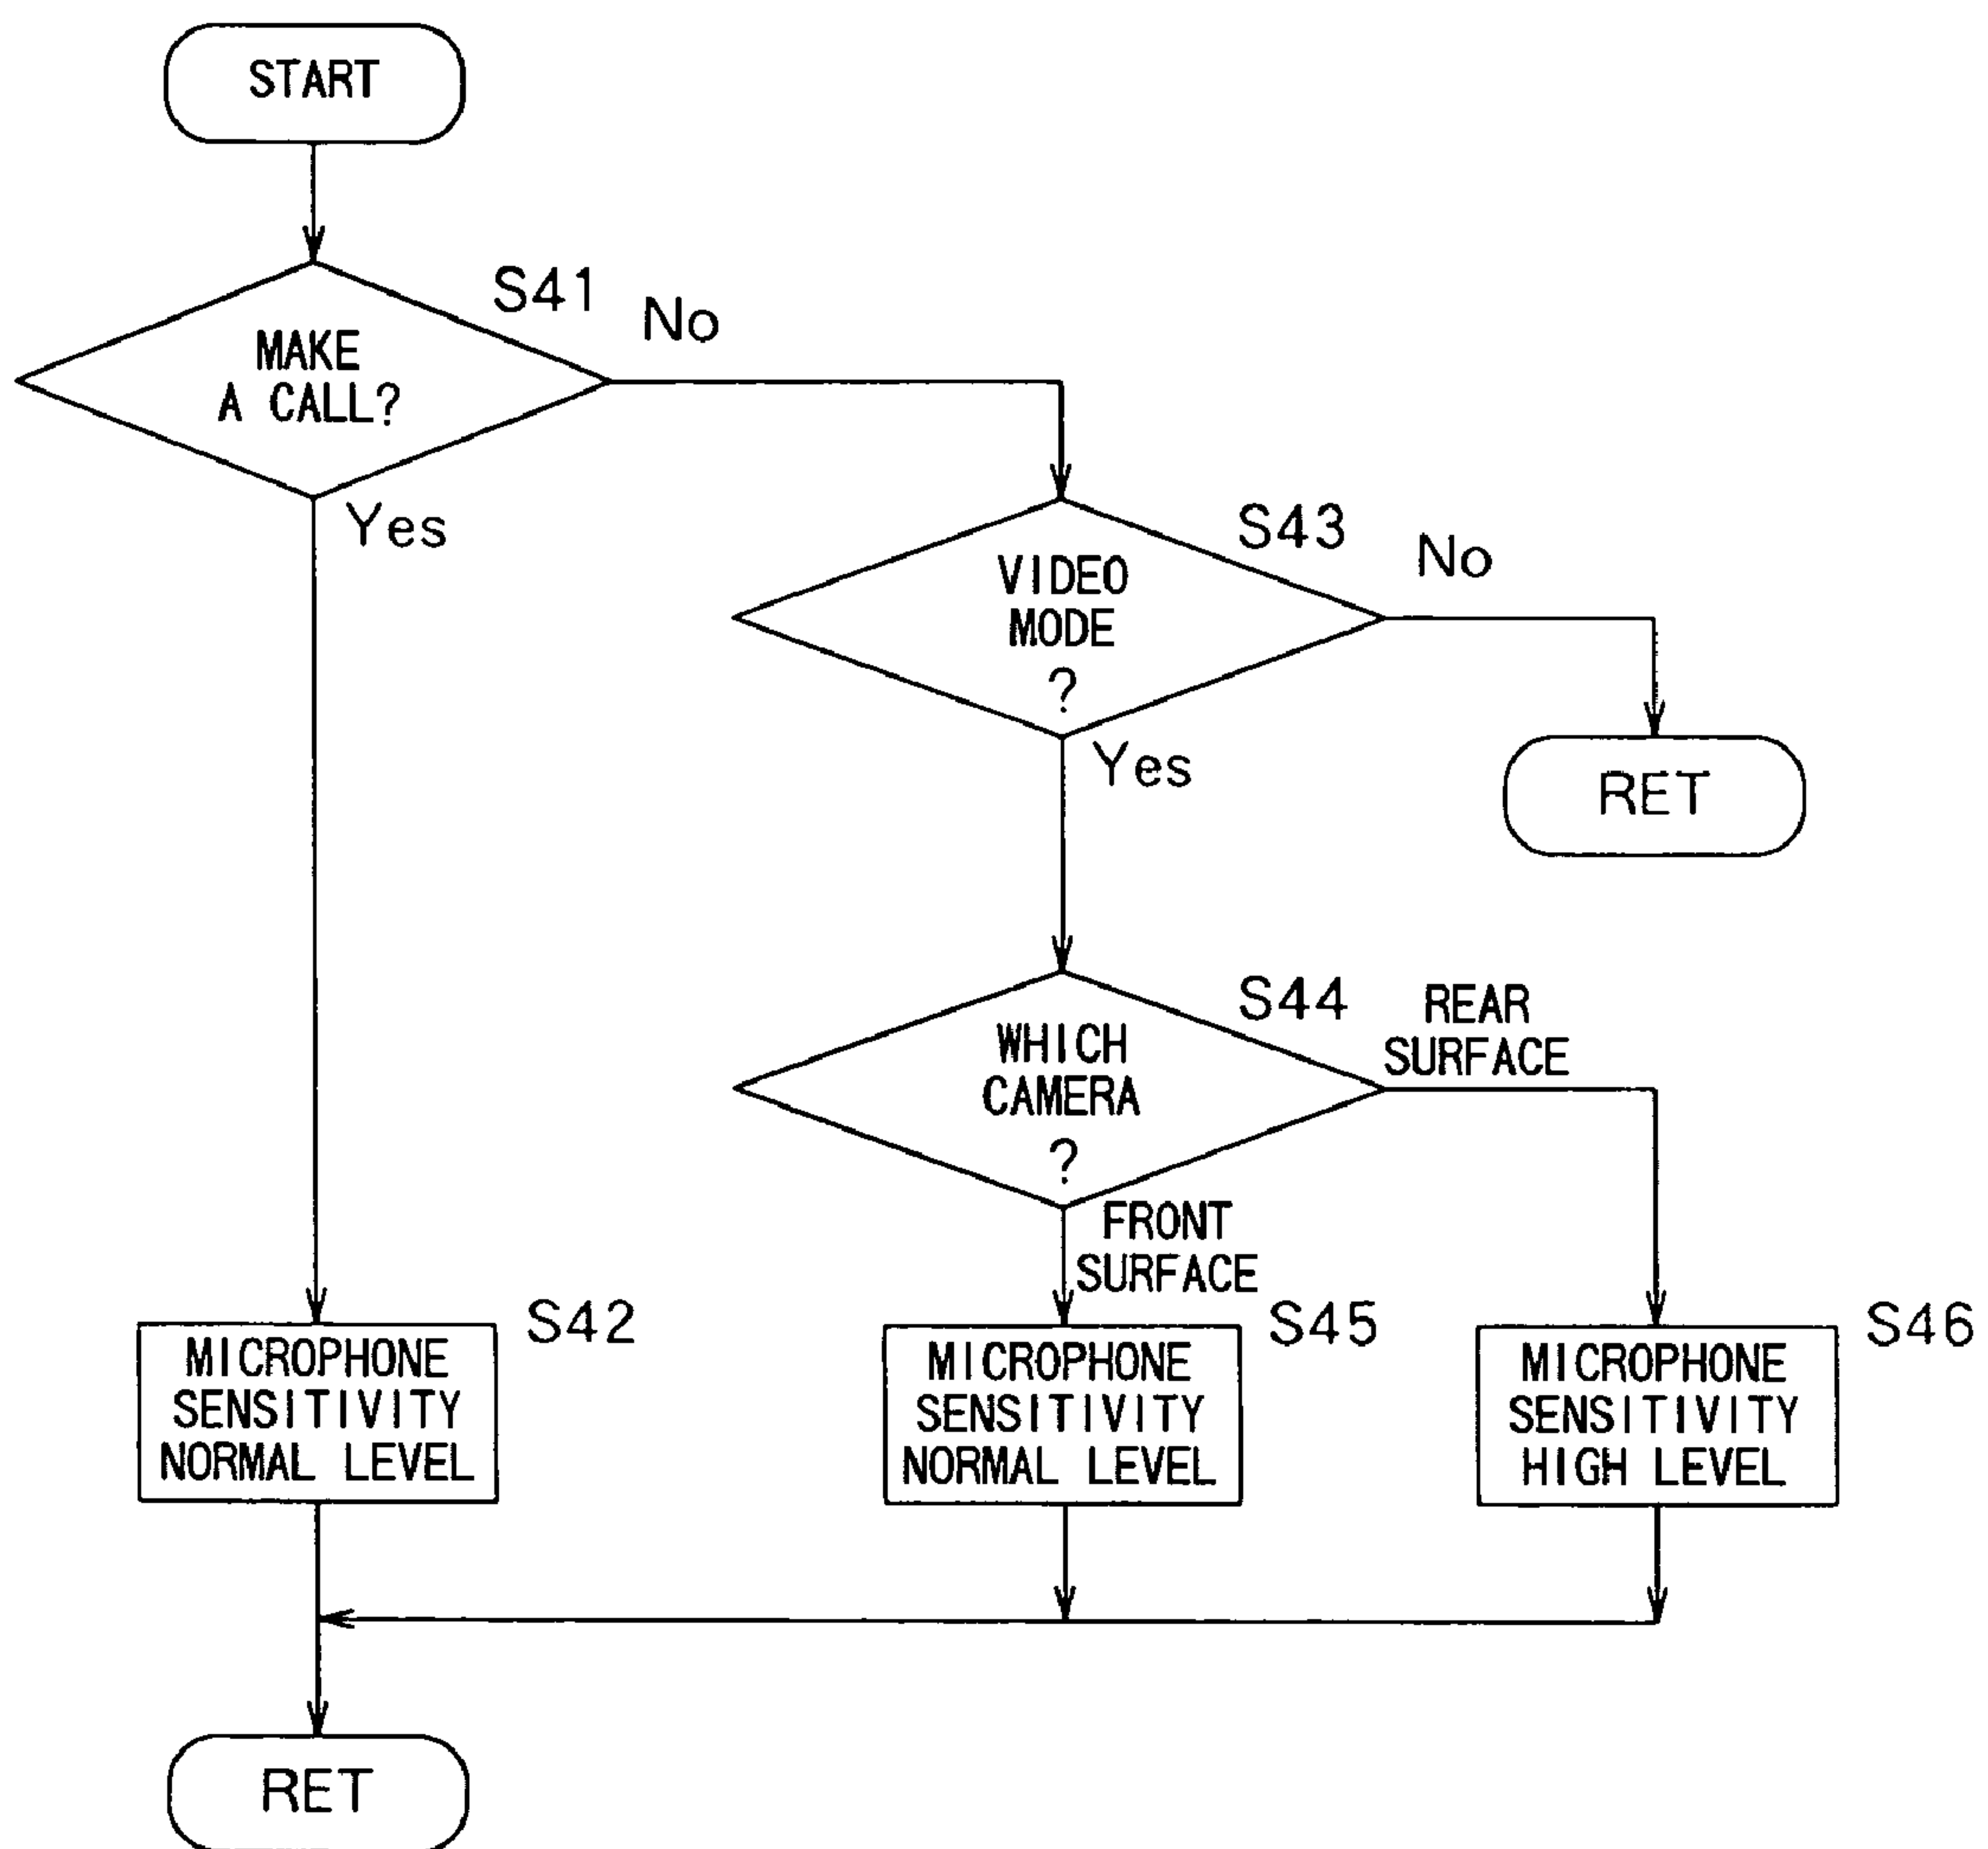 START
S41
No
MAKE
A CALL?
Yes
S43
No
VIDEO
MODE
?
Yes
RET
S44
REAR
SURFACE
WHICH
CAMERA
?
FRONT
SURFACE
S42
MICROPHONE
SENSITIVITY
NORMAL LEVEL
S45
MICROPHONE
SENSITIVITY
NORMAL LEVEL
S46
MICROPHONE
SENSITIVITY
HIGH LEVEL
RET